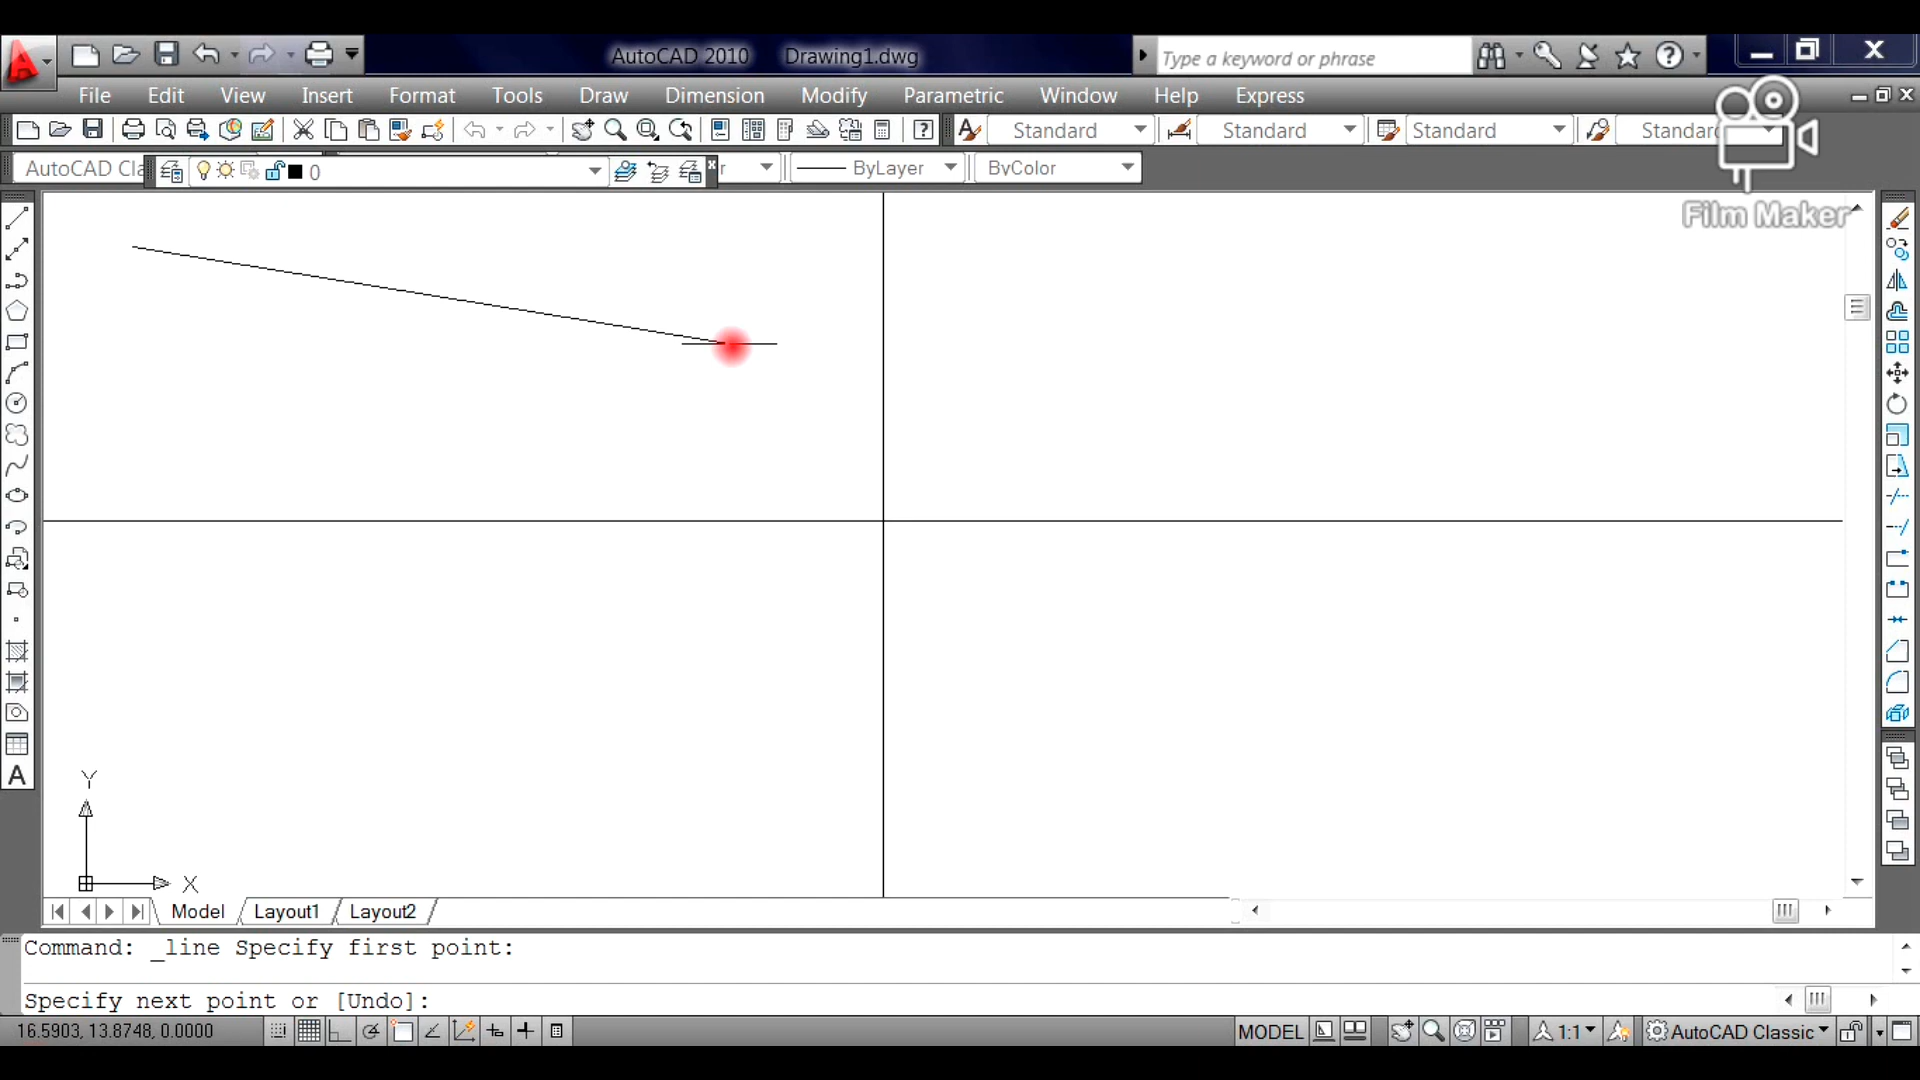 AutoCAD 2010 Drawing1.dwg Type a keyword or phrase
File Edit View Insert Format Tools Draw Dimension Modify Parametric Window Help Express
Standard Standard Standard Standard
AutoCAD Cla 0 r ByLayer ByColor
Film Maker
A
Y
X
Model Layout1 Layout2
Command: _line Specify first point:
Specify next point or [Undo]:
16.5903, 13.8748, 0.0000 MODEL 1:1 AutoCAD Classic